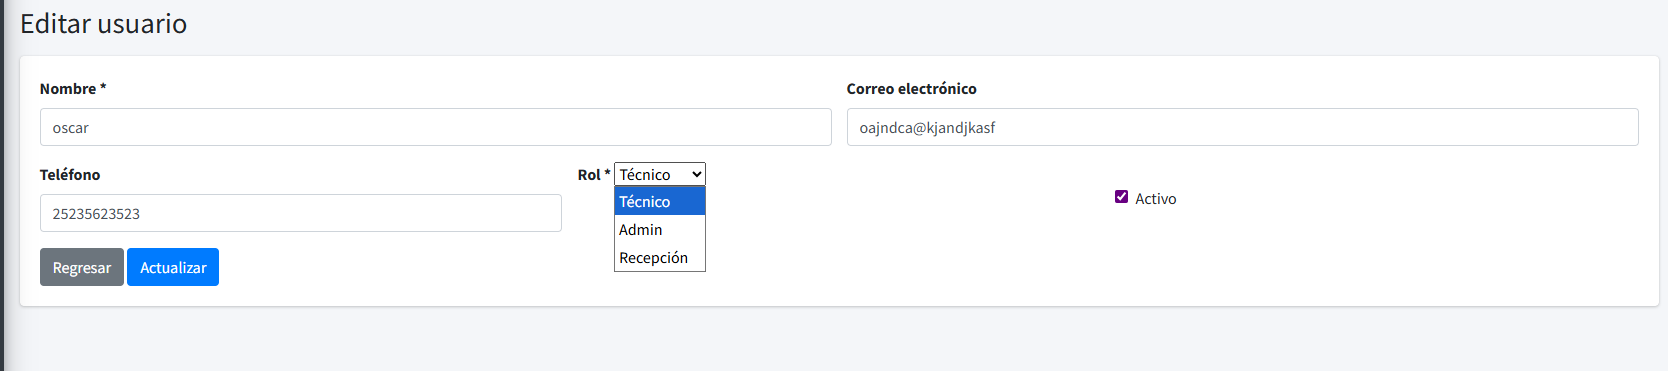 Editar usuario
Nombre *
Correo electrónico
oscar
oajndca@kjandjkasf
Teléfono
Rol * Técnico
25235623523
Activo
Técnico
Admin
Recepción
Regresar
Actualizar